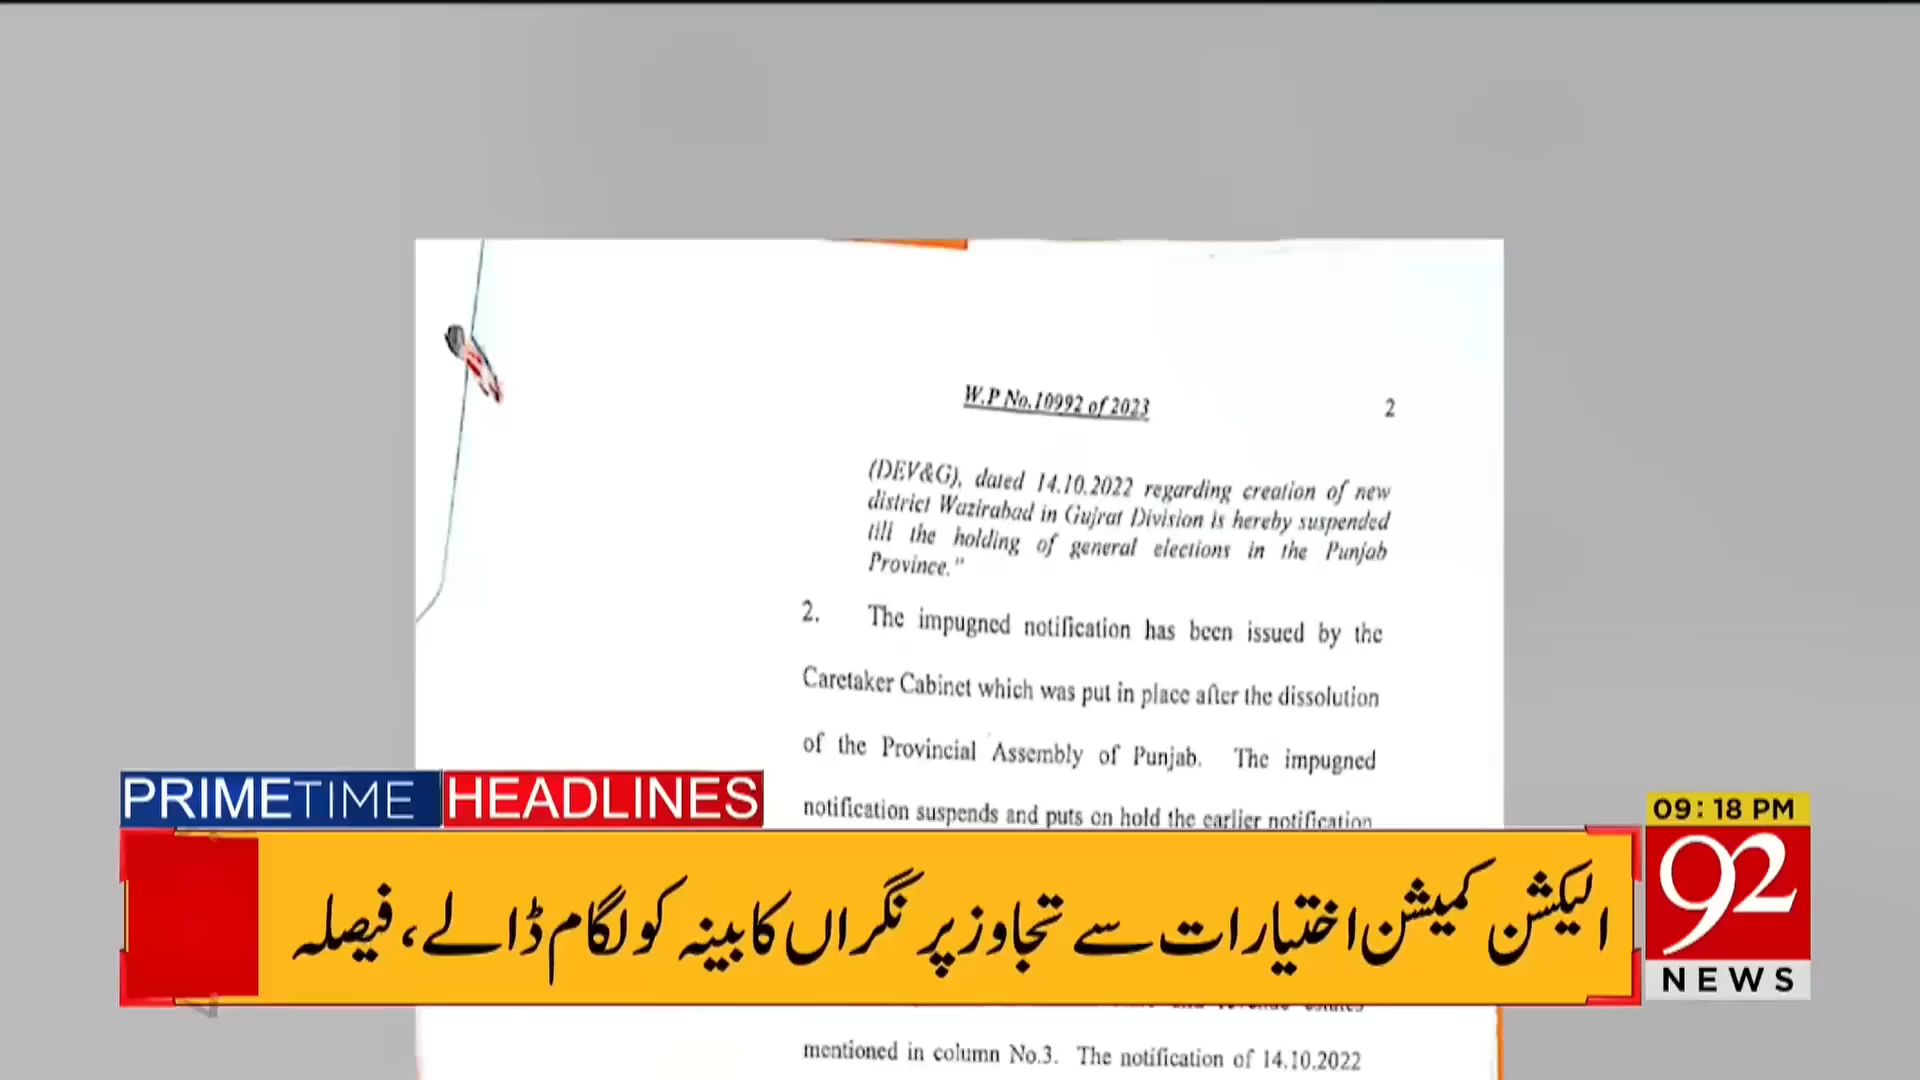 W.P No.10992 of 2023
2
(DEV&G), dated 14.10.2022 regarding creation of new
district Wazirabad in Gujrat Division is hereby suspended
till the holding of general elections in the Punjab
Province."
2. The impugned notification has been issued by the
Caretaker Cabinet which was put in place after the dissolution
of the Provincial Assembly of Punjab. The impugned
notification suspends and puts on hold the earlier notification
PRIMETIME HEADLINES
09:18 PM
الیکشن کمیشن اختیارات سے تجاوز پر نگراں کابینہ کو لگام ڈالے، فیصلہ
92
NEWS
mentioned in column No.3. The notification of 14.10.2022